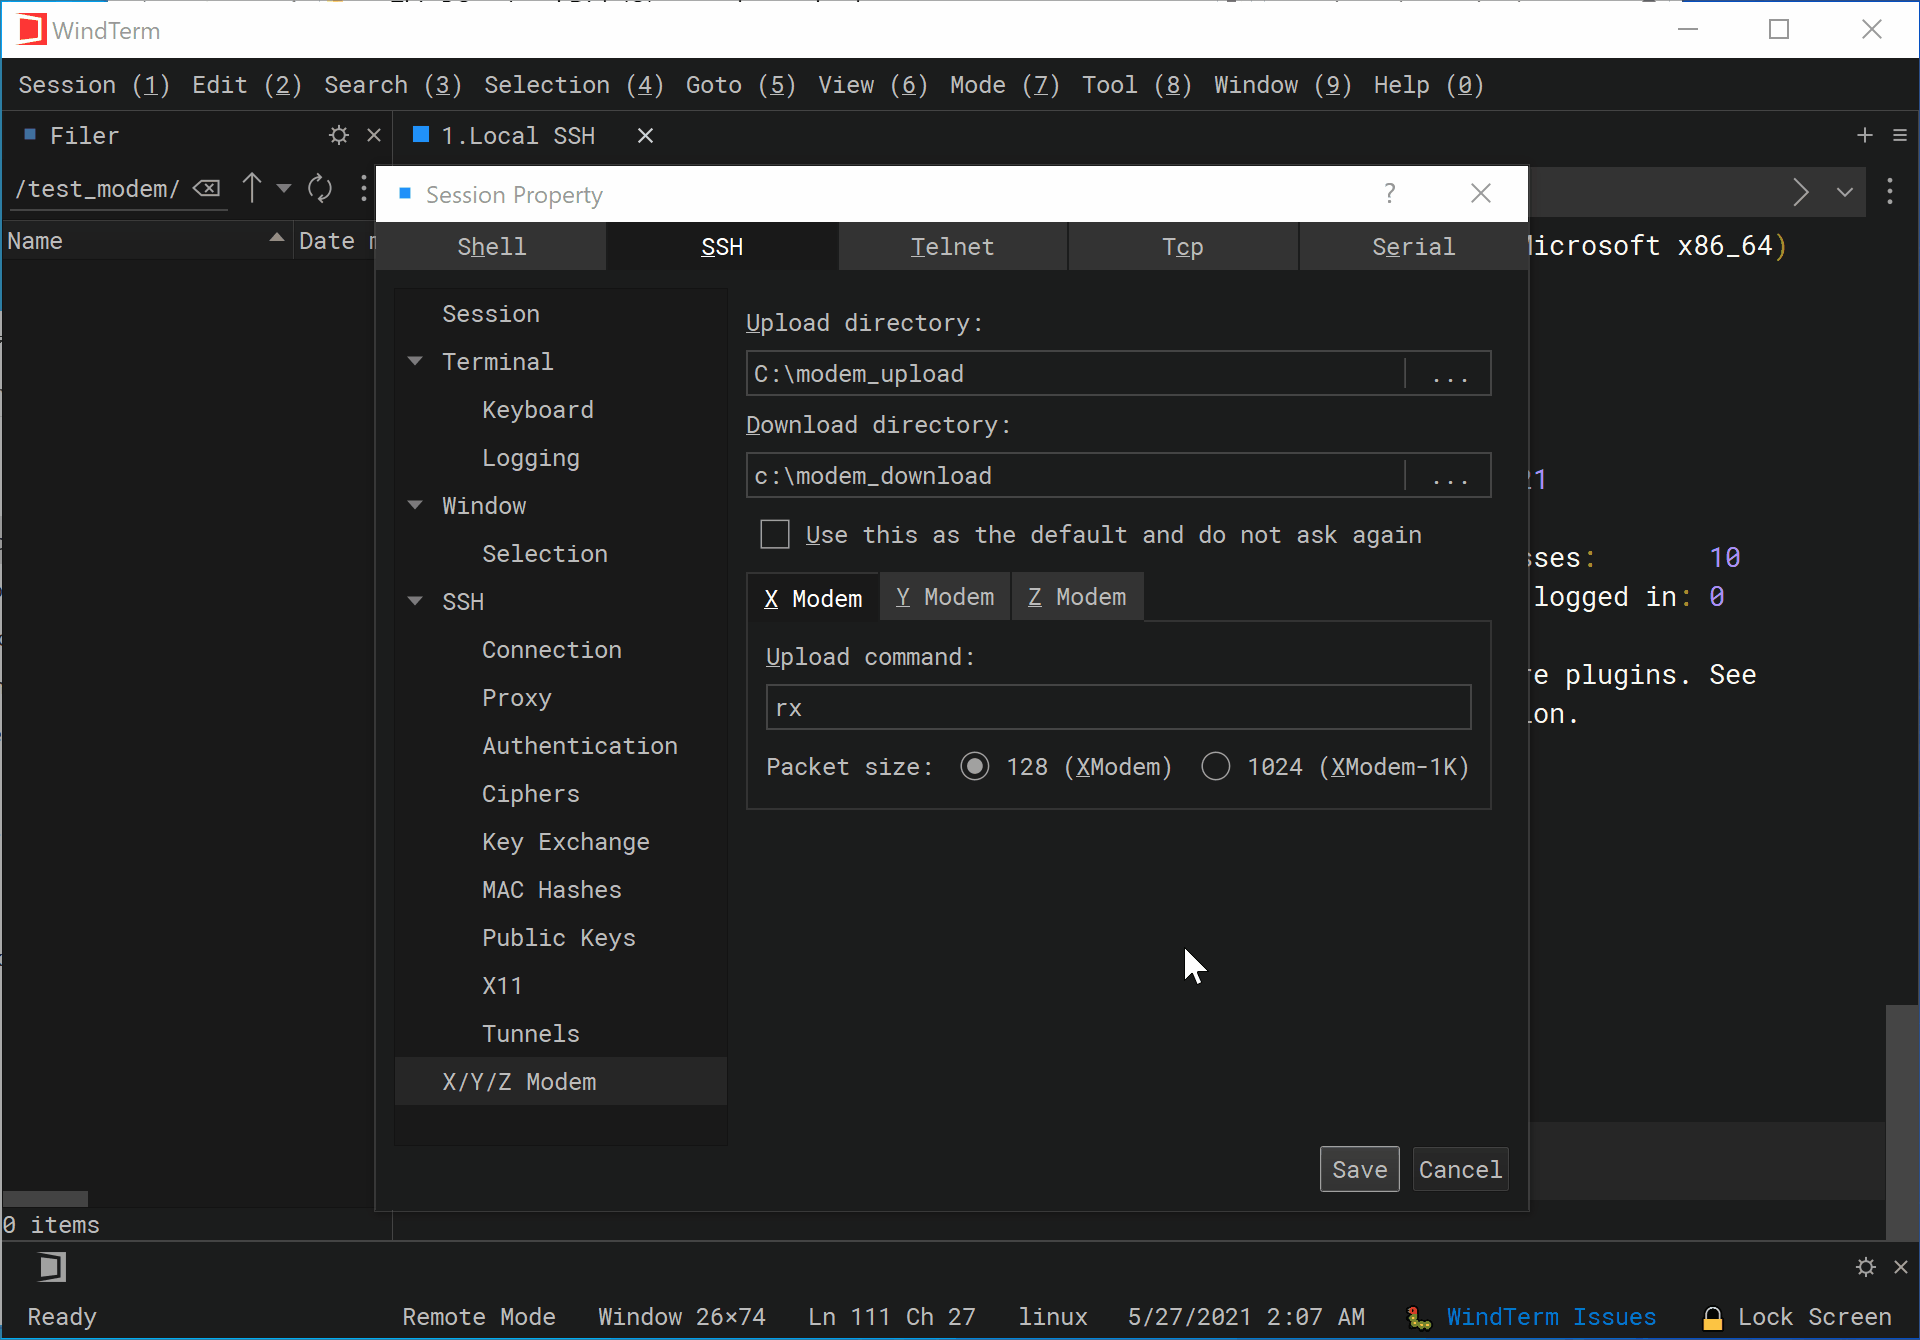 WindTerm
Session (1) Edit (2) Search (3) Selection (4) Goto (5) View (6) Mode (7) Tool (8) Window (9) Help (0)
Filer
1.Local SSH
/test_modem/
Session Property
?
Name
Date
Shell
SSH
Telnet
Tcp
Serial
icrosoft x86_64)
Session
Terminal
Keyboard
Logging
Window
Selection
SSH
Connection
Proxy
Authentication
Ciphers
Key Exchange
MAC Hashes
Public Keys
X11
Tunnels
X/Y/Z Modem
Upload directory:
C:\modem_upload ...
Download directory:
c:\modem_download ...
Use this as the default and do not ask again
X Modem
Y Modem
Z Modem
Upload command:
rx
Packet size: 128 (XModem) 1024 (XModem-1K)
Save
Cancel
1
sses: 10
logged in: 0
e plugins. See
on.
0 items
Ready
Remote Mode
Window 26×74
Ln 111 Ch 27
linux
5/27/2021 2:07 AM
WindTerm Issues
Lock Screen